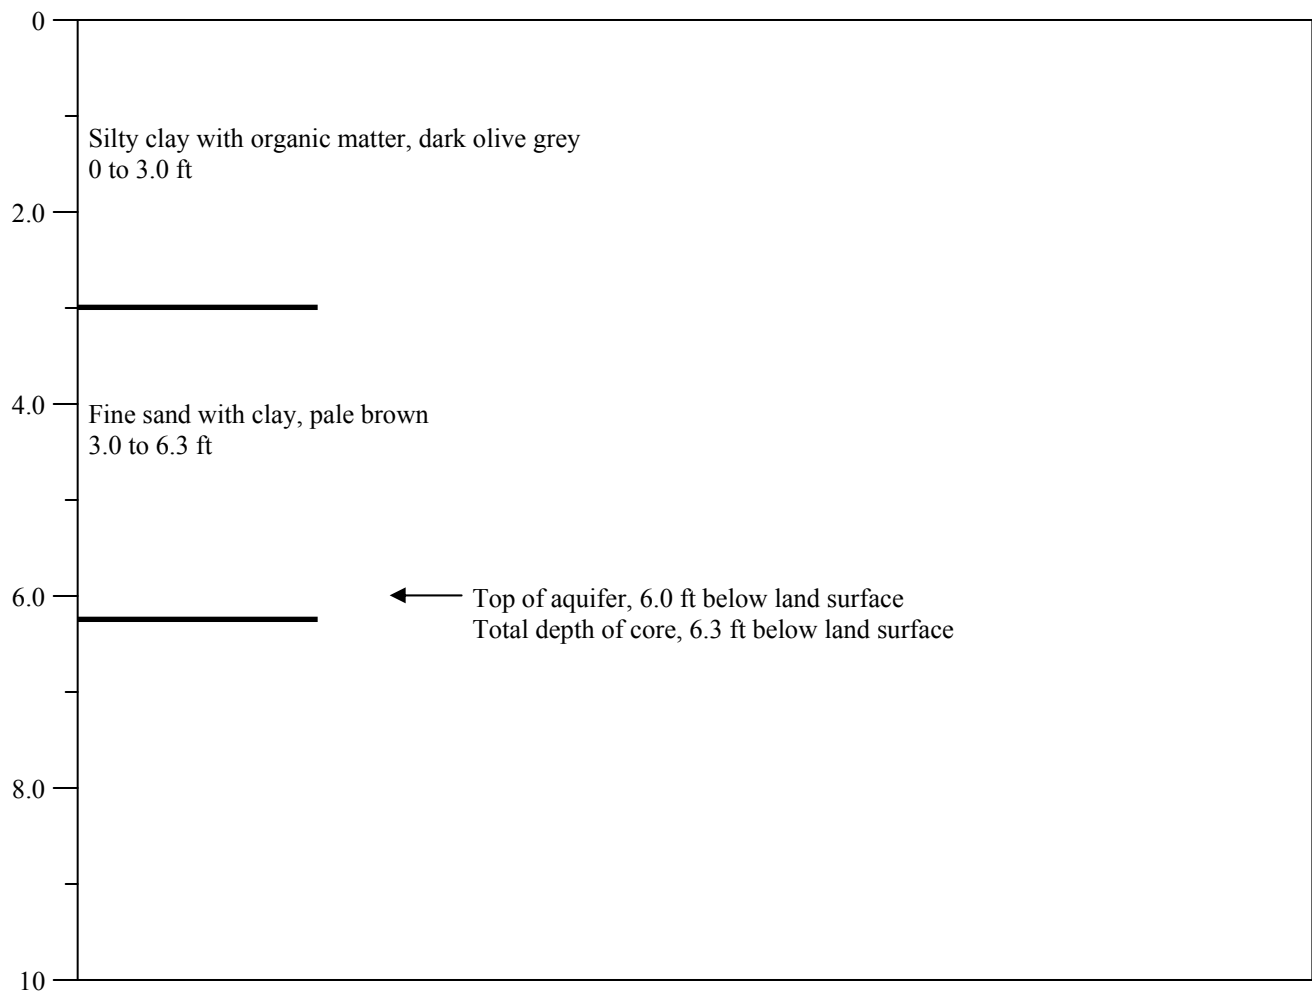 0
Silty clay with organic matter, dark olive grey
0 to 3.0 ft
2.0
4.0
Fine sand with clay, pale brown
3.0 to 6.3 ft
6.0
Top of aquifer, 6.0 ft below land surface
Total depth of core, 6.3 ft below land surface
8.0
10